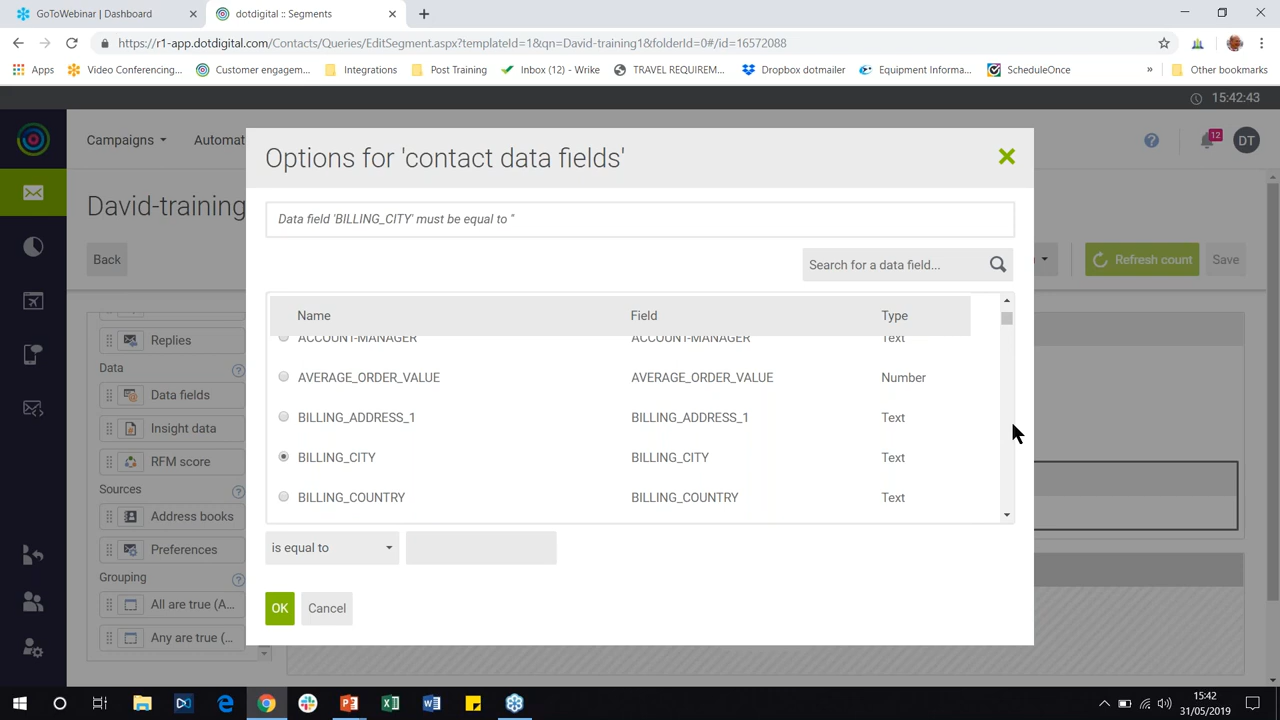 GoToWebinar | Dashboard
dotdigital :: Segments
https://r1-app.dotdigital.com/Contacts/Queries/EditSegment.aspx?templateId=1&qn=David-training1&folderId=0#/id=16572088
Apps
Video Conferencing...
Customer engagem...
Integrations
Post Training
Inbox (12) - Wrike
TRAVEL REQUIREM...
Dropbox dotmailer
Equipment Informa...
ScheduleOnce
»
Other bookmarks
15:42:43
Campaigns
Automat
12
DT
David-training
Back
Refresh count
Save
Options for 'contact data fields'
Data field 'BILLING_CITY' must be equal to ''
Search for a data field...
Name Field Type
ACCOUNT-MANAGER ACCOUNT-MANAGER Text
AVERAGE_ORDER_VALUE AVERAGE_ORDER_VALUE Number
BILLING_ADDRESS_1 BILLING_ADDRESS_1 Text
BILLING_CITY BILLING_CITY Text
BILLING_COUNTRY BILLING_COUNTRY Text
is equal to
OK
Cancel
Replies
Data
Data fields
Insight data
RFM score
Sources
Address books
Preferences
Grouping
All are true (A...
Any are true (...
15:42
31/05/2019